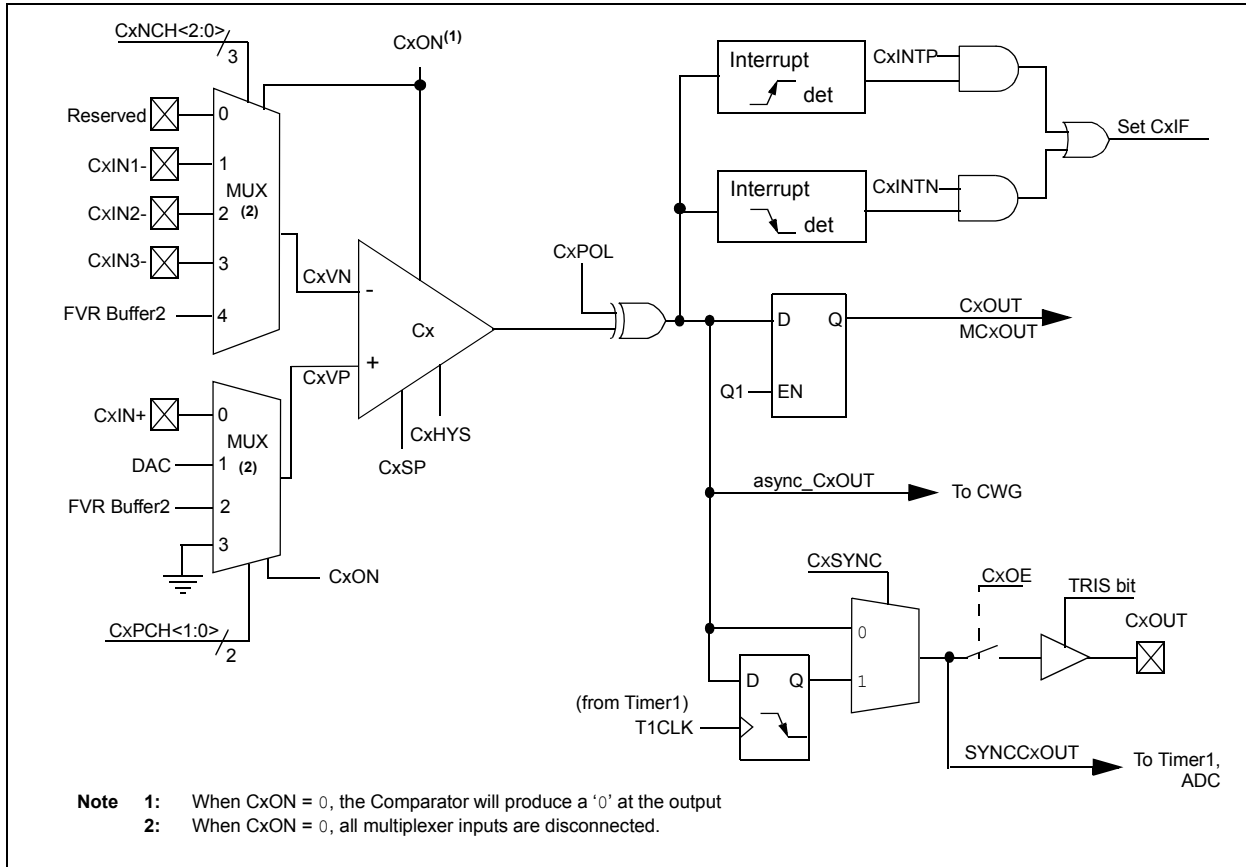 CxNCH<2:0>
3
CxON(1)
Reserved
0
CxIN1-
1
MUX
(2)
CxIN2-
2
CxIN3-
3
FVR Buffer2
4
CxVN
-
Cx
+
CxVP
CxIN+
0
MUX
(2)
DAC
1
FVR Buffer2
2
3
CxON
CxPCH<1:0>
2
CxHYS
CxSP
CxPOL
Interrupt
det
CxINTP
Interrupt
det
CxINTN
Set CxIF
D
Q
Q1
EN
CxOUT
MCxOUT
async_CxOUT
To CWG
CxSYNC
0
1
D
Q
(from Timer1)
T1CLK
CxOE
TRIS bit
CxOUT
SYNCCxOUT
To Timer1,
ADC
Note 1: When CxON = 0, the Comparator will produce a ‘0’ at the output
2: When CxON = 0, all multiplexer inputs are disconnected.